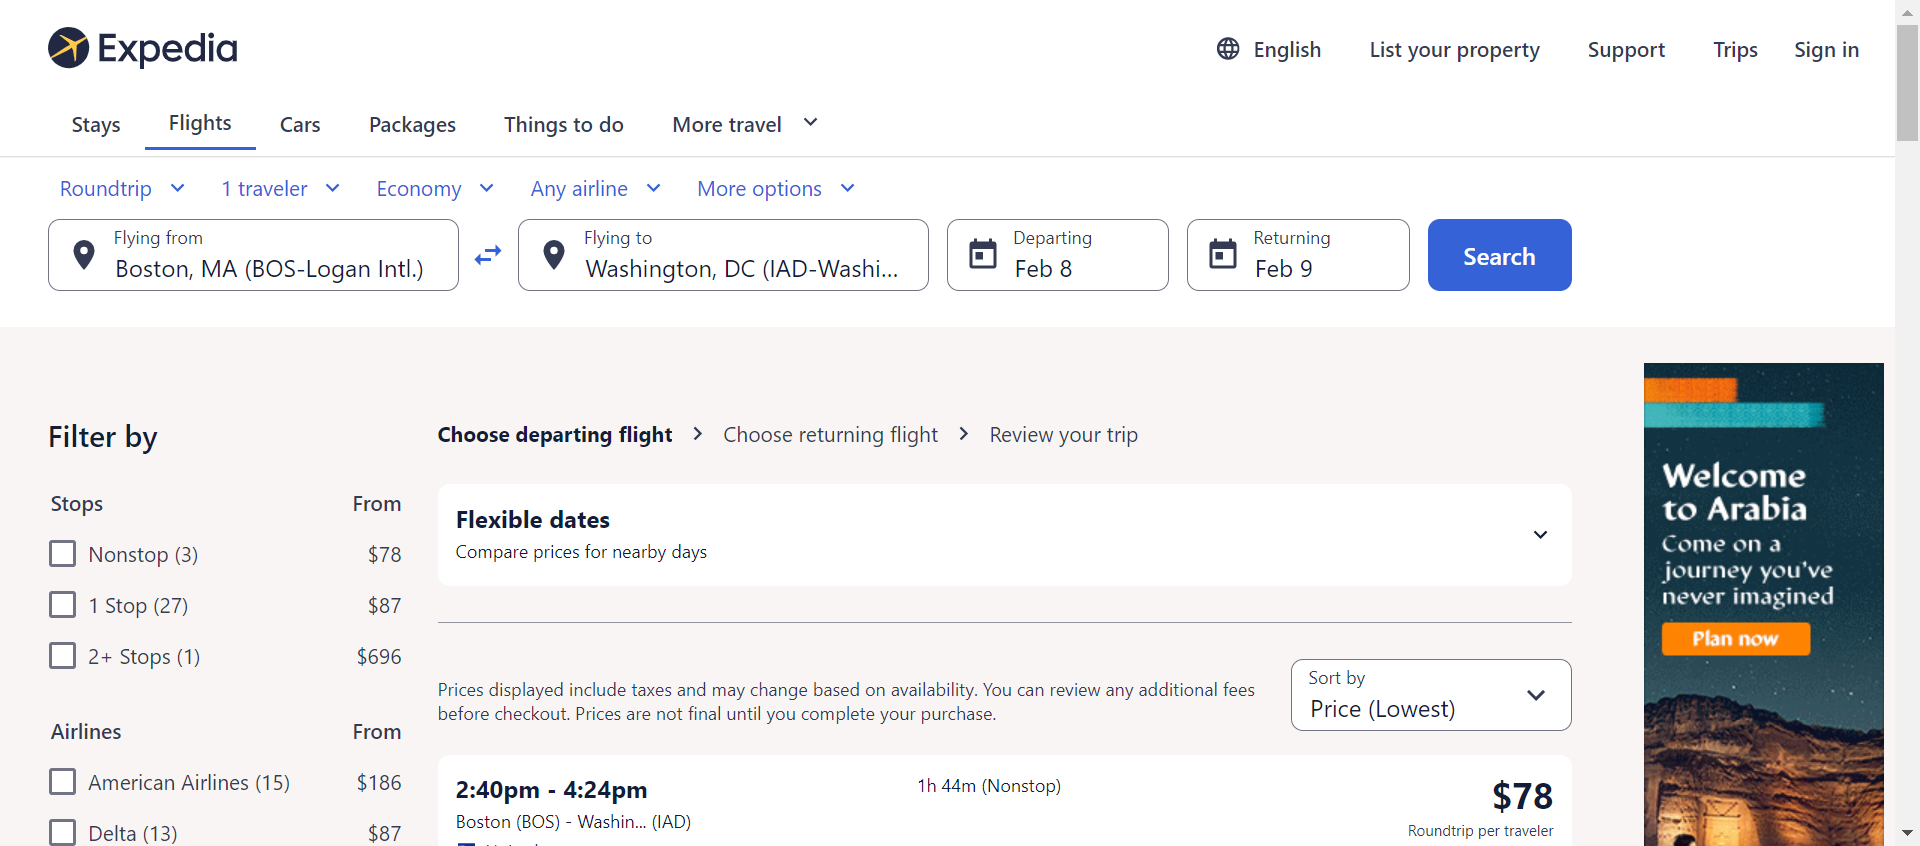 Expedia
English
List your property
Support
Trips
Sign in
Stays
Flights
Cars
Packages
Things to do
More travel
Roundtrip
1 traveler
Economy
Any airline
More options
Flying from
Boston, MA (BOS-Logan Intl.)
Flying to
Washington, DC (IAD-Washi...
Departing
Feb 8
Returning
Feb 9
Search
Filter by
Stops From
Nonstop (3) $78
1 Stop (27) $87
2+ Stops (1) $696
Airlines From
American Airlines (15) $186
Delta (13) $87
Choose departing flight
Choose returning flight
Review your trip
Flexible dates
Compare prices for nearby days
Prices displayed include taxes and may change based on availability. You can review any additional fees
before checkout. Prices are not final until you complete your purchase.
Sort by
Price (Lowest)
2:40pm - 4:24pm
Boston (BOS) - Washin... (IAD)
1h 44m (Nonstop)
$78
Roundtrip per traveler
Welcome
to Arabia
Come on a
journey you've
never imagined
Plan now